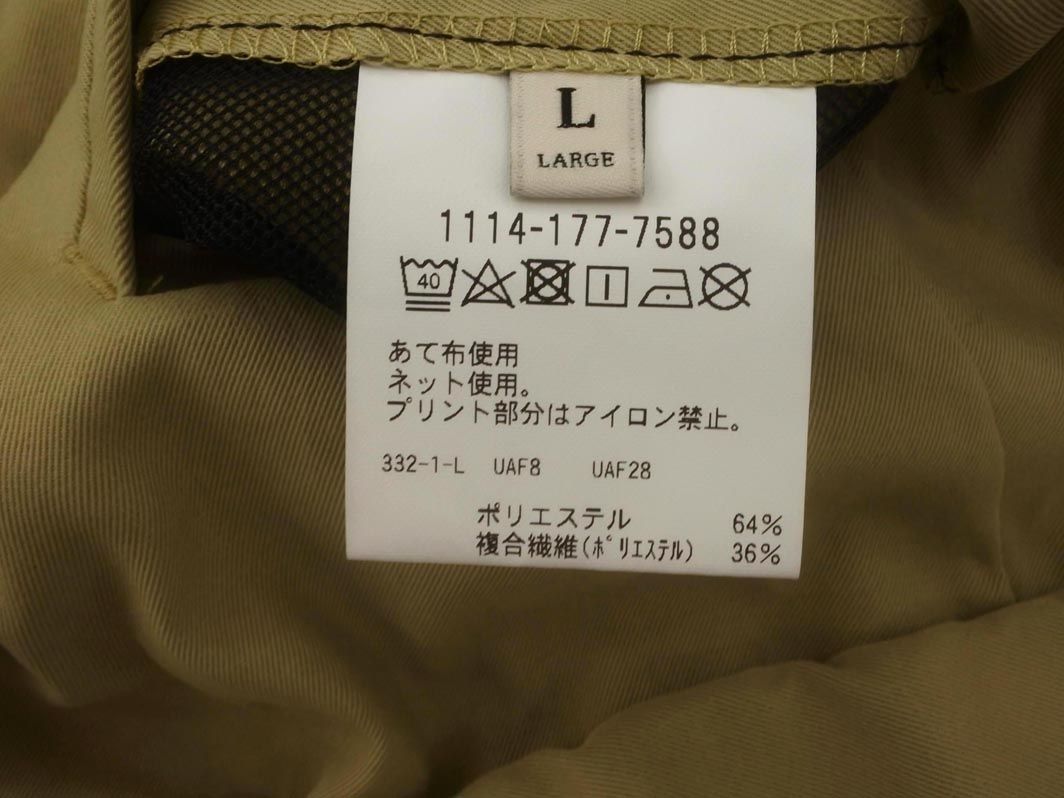 L
LARGE
1114-177-7588
40
あて布使用
ネット使用。
プリント部分はアイロン禁止。
332-1-L UAF8 UAF28
ポリエステル 64%
複合繊維(ポリエステル) 36%